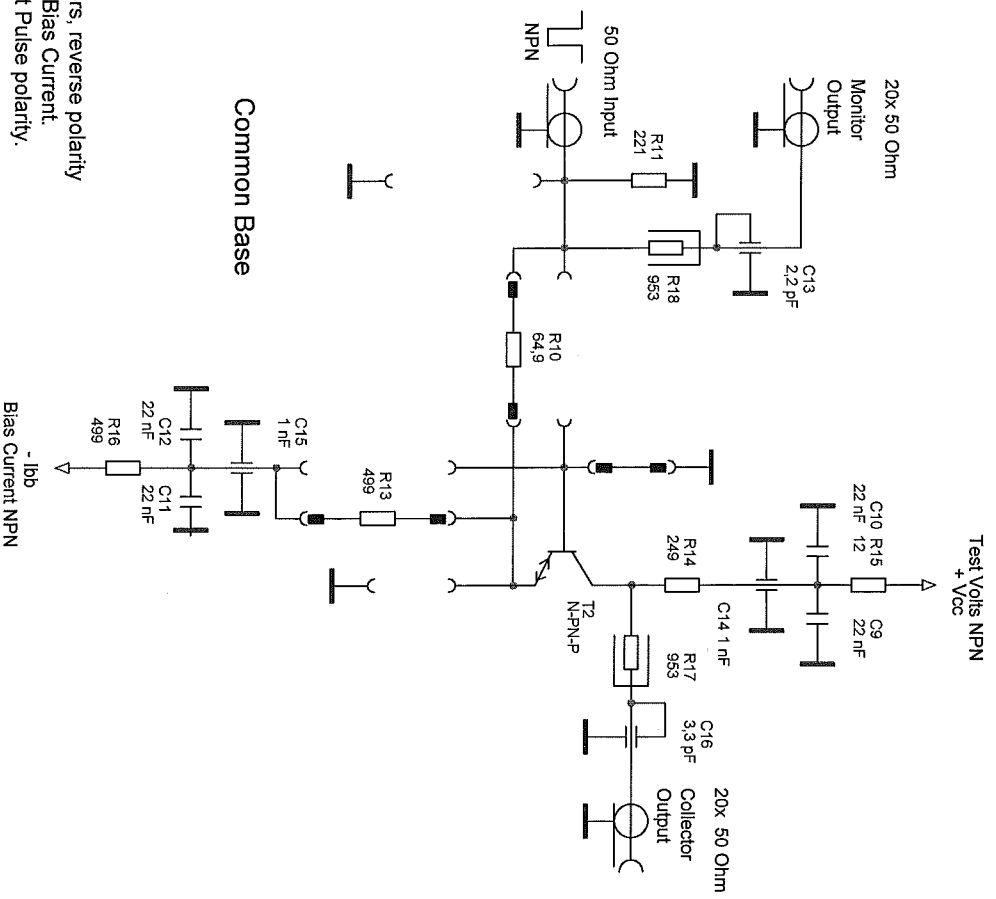 20x 50 Ohm
Monitor
Output
50 Ohm Input
NPN
R11
221
C13
2,2 pF
R18
953
R10
64,9
Common Base
rs, reverse polarity
Bias Current.
t Pulse polarity.
Test Volts NPN
+ Vcc
C10
22 nF
R15
12
C9
22 nF
C14 1 nF
R14
249
T2
N-PN-P
R17
953
C16
3,3 pF
20x 50 Ohm
Collector
Output
C15
1 nF
R13
499
C12
22 nF
C11
22 nF
R16
499
- Ibb
Bias Current NPN